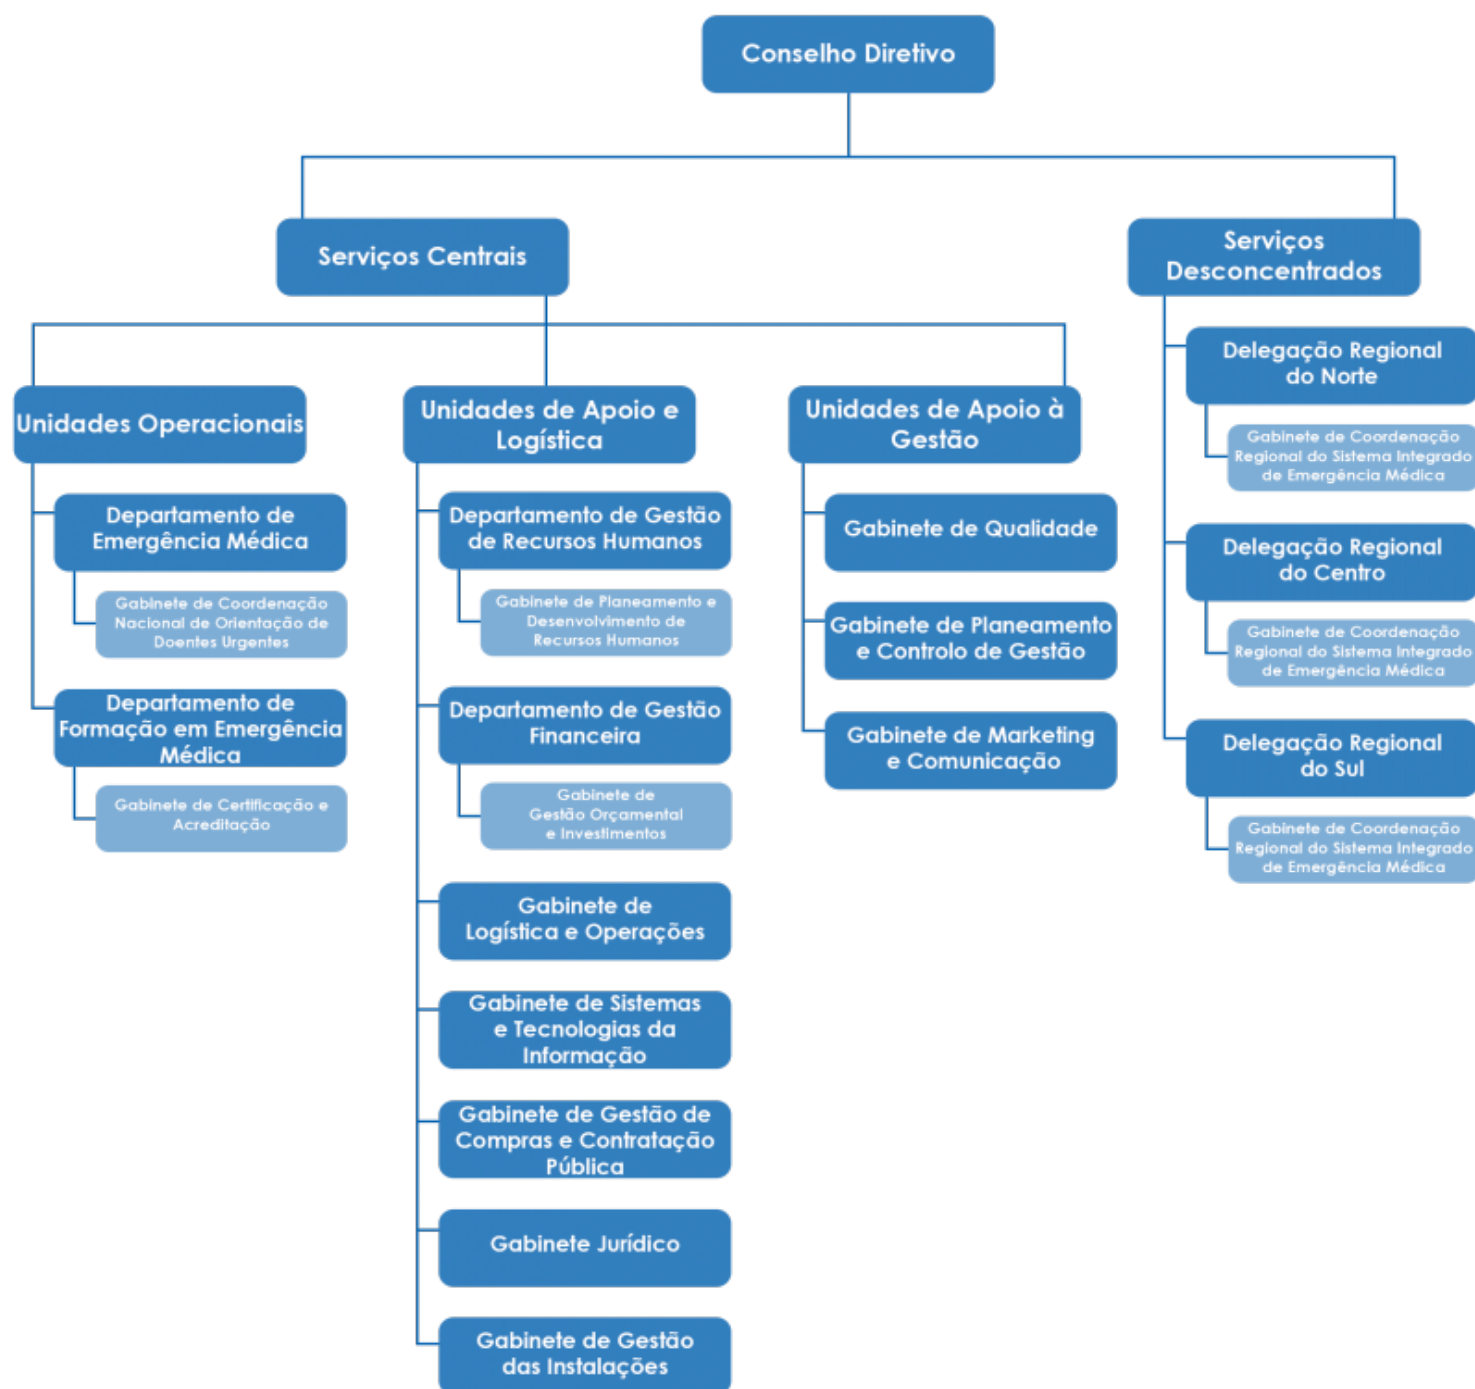 Conselho Diretivo
Serviços Centrais
Serviços
Desconcentrados
Unidades Operacionais
Departamento de
Emergência Médica
Gabinete de Coordenação
Nacional de Orientação de
Doentes Urgentes
Departamento de
Formação em Emergência
Médica
Gabinete de Certificação e
Acreditação
Unidades de Apoio e
Logística
Departamento de Gestão
de Recursos Humanos
Gabinete de Planeamento e
Desenvolvimento de
Recursos Humanos
Departamento de Gestão
Financeira
Gabinete de
Gestão Orçamental
e Investimentos
Gabinete de
Logística e Operações
Gabinete de Sistemas
e Tecnologias da
Informação
Gabinete de Gestão de
Compras e Contratação
Pública
Gabinete Jurídico
Gabinete de Gestão
das Instalações
Unidades de Apoio à
Gestão
Gabinete de Qualidade
Gabinete de Planeamento
e Controlo de Gestão
Gabinete de Marketing
e Comunicação
Delegação Regional
do Norte
Gabinete de Coordenação
Regional do Sistema Integrado
de Emergência Médica
Delegação Regional
do Centro
Gabinete de Coordenação
Regional do Sistema Integrado
de Emergência Médica
Delegação Regional
do Sul
Gabinete de Coordenação
Regional do Sistema Integrado
de Emergência Médica